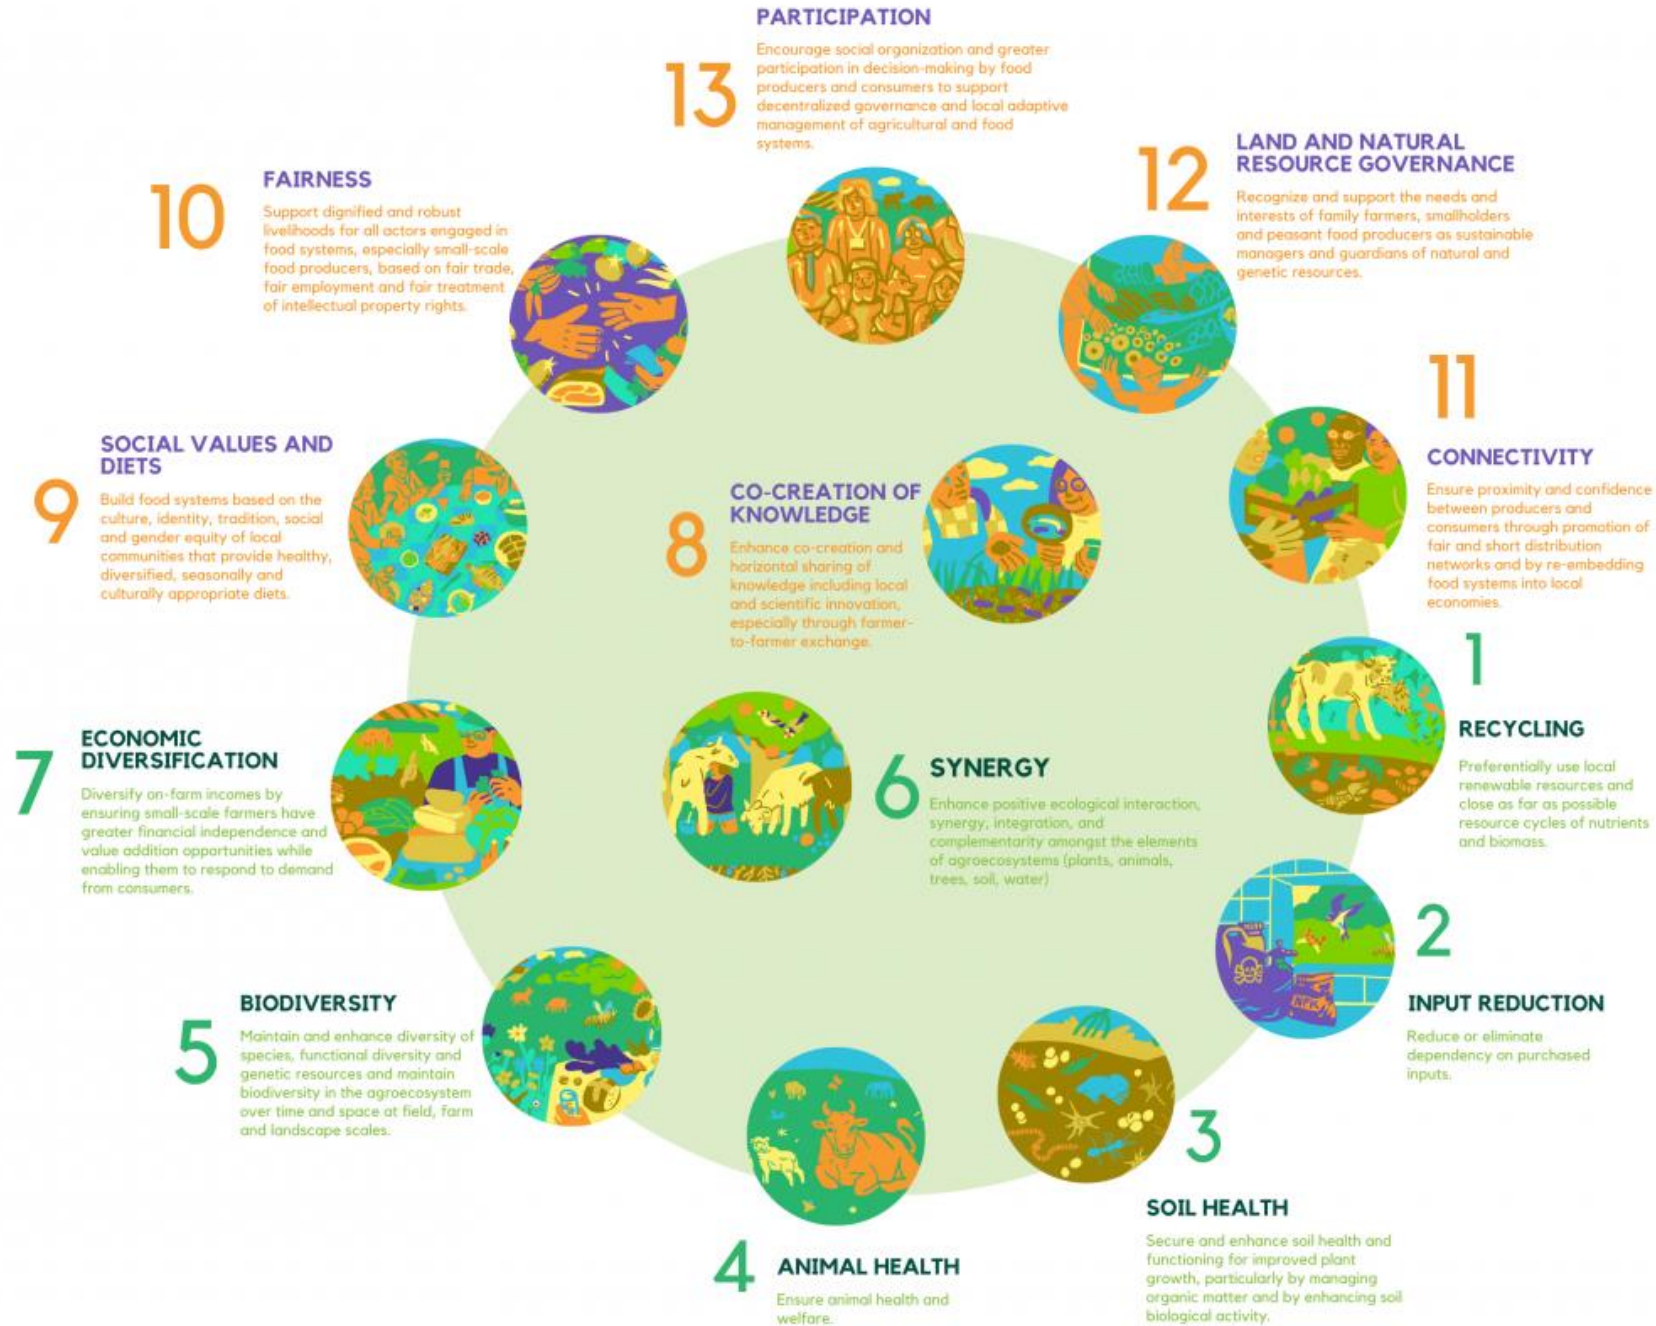 PARTICIPATION
13
Encourage social organization and greater
participation in decision-making by food
producers and consumers to support
decentralized governance and local adaptive
management of agricultural and food
systems.
12
LAND AND NATURAL
RESOURCE GOVERNANCE
Recognize and support the needs and
interests of family farmers, smallholders
and peasant food producers as sustainable
managers and guardians of natural and
genetic resources.
10
FAIRNESS
Support dignified and robust
livelihoods for all actors engaged in
food systems, especially small-scale
food producers, based on fair trade,
fair employment and fair treatment
of intellectual property rights.
11
CONNECTIVITY
Ensure proximity and confidence
between producers and
consumers through promotion of
fair and short distribution
networks and by re-embedding
food systems into local
economies.
9
SOCIAL VALUES AND
DIETS
Build food systems based on the
culture, identity, tradition, social
and gender equity of local
communities that provide healthy,
diversified, seasonally and
culturally appropriate diets.
8
CO-CREATION OF
KNOWLEDGE
Enhance co-creation and
horizontal sharing of
knowledge including local
and scientific innovation,
especially through farmer-
to-farmer exchange.
1
RECYCLING
Preferentially use local
renewable resources and
close as far as possible
resource cycles of nutrients
and biomass.
7
ECONOMIC
DIVERSIFICATION
Diversify on-farm incomes by
ensuring small-scale farmers have
greater financial independence and
value addition opportunities while
enabling them to respond to demand
from consumers.
6
SYNERGY
Enhance positive ecological interaction,
synergy, integration, and
complementarity amongst the elements
of agroecosystems (plants, animals,
trees, soil, water)
2
INPUT REDUCTION
Reduce or eliminate
dependency on purchased
inputs.
NPK
5
BIODIVERSITY
Maintain and enhance diversity of
species, functional diversity and
genetic resources and maintain
biodiversity in the agroecosystem
over time and space at field, farm
and landscape scales.
3
SOIL HEALTH
Secure and enhance soil health and
functioning for improved plant
growth, particularly by managing
organic matter and by enhancing soil
biological activity.
4
ANIMAL HEALTH
Ensure animal health and
welfare.